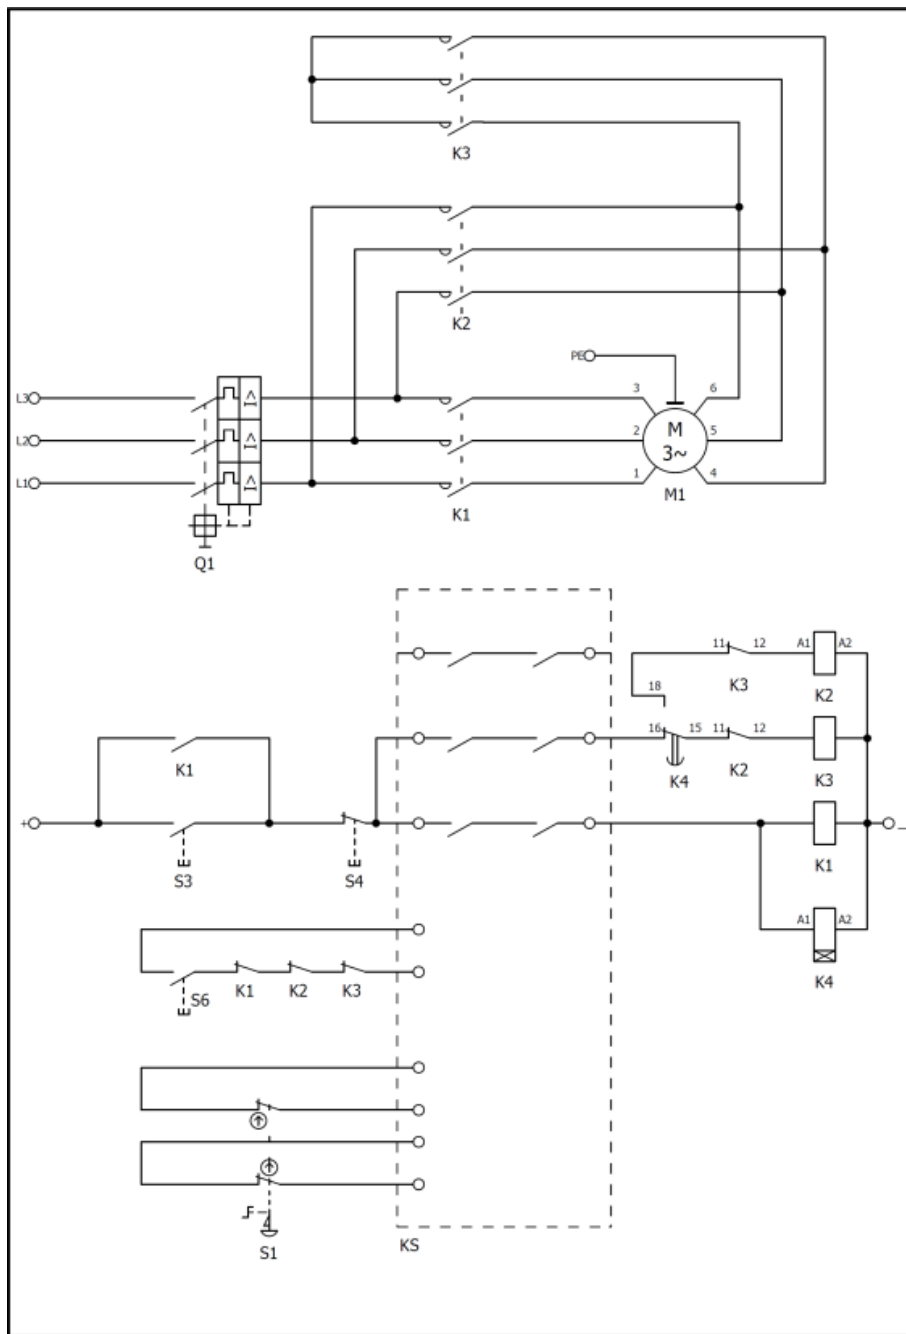 K3
K2
PE
3 6
L3
M
2 5
L2
3~
1 4
L1
M1
K1
Q1
11 12 A1 A2
18 K3 K2
16 15 11 12
K1 K4 K2 K3
+ _
S3 S4 K1
A1 A2
S6 K1 K2 K3 K4
S1 KS